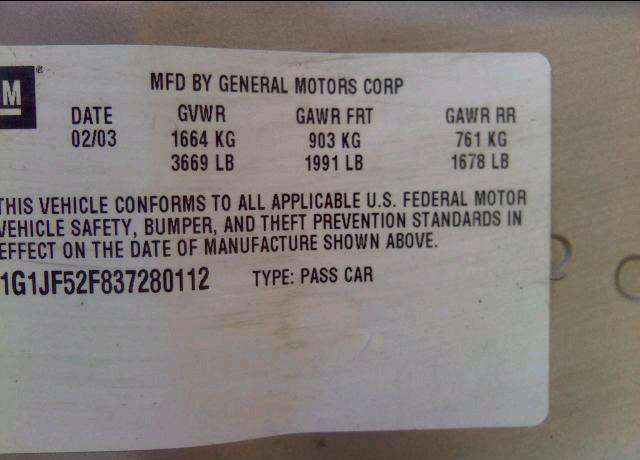 M
MFD BY GENERAL MOTORS CORP
DATE GVWR GAWR FRT GAWR RR
02/03 1664 KG 903 KG 761 KG
3669 LB 1991 LB 1678 LB
THIS VEHICLE CONFORMS TO ALL APPLICABLE U.S. FEDERAL MOTOR
VEHICLE SAFETY, BUMPER, AND THEFT PREVENTION STANDARDS IN
EFFECT ON THE DATE OF MANUFACTURE SHOWN ABOVE.
1G1JF52F837280112 TYPE: PASS CAR